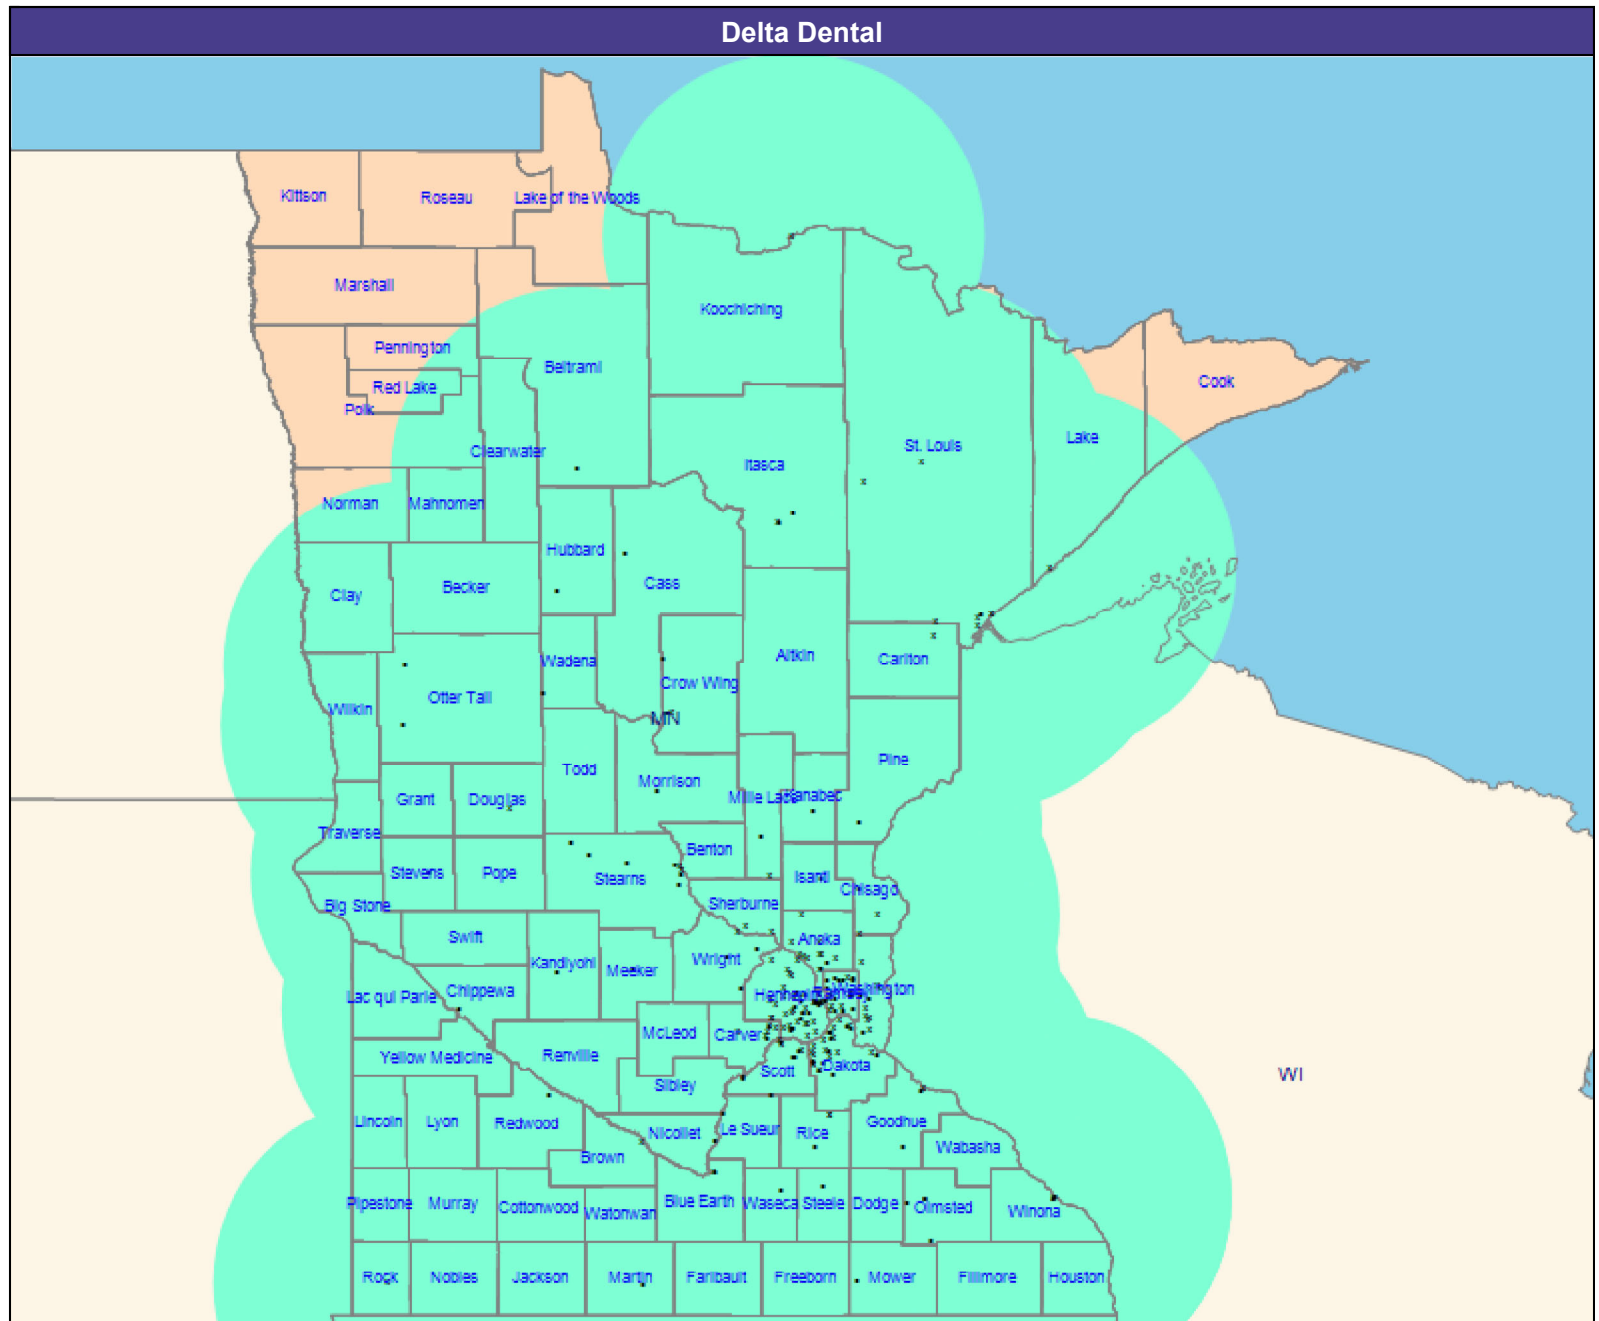 Delta Dental
Kittson
Roseau
Lake of the Woods
Marshall
Koochiching
Pennington
Beltrami
Red Lake
Cook
Polk
Lake
St. Louis
Clearwater
Itasca
Norman
Mahnomen
Hubbard
Cass
Becker
Clay
Aitkin
Carlton
Wadena
Crow Wing
Otter Tail
Wilkin
MN
Pine
Todd
Morrison
Grant
Douglas
Mille Lacs
Kanabec
Traverse
Benton
Stevens
Pope
Stearns
Isanti
Chisago
Big Stone
Sherburne
Swift
Anoka
Kandiyohi
Meeker
Wright
Lac qui Parle
Chippewa
Hennepin
Ramsey
Washington
McLeod
Carver
Yellow Medicine
Renville
Scott
Dakota
WI
Sibley
Lincoln
Lyon
Redwood
Nicollet
Le Sueur
Rice
Goodhue
Wabasha
Brown
Pipestone
Murray
Cottonwood
Watonwan
Blue Earth
Waseca
Steele
Dodge
Olmsted
Winona
Rock
Nobles
Jackson
Martin
Faribault
Freeborn
Mower
Fillmore
Houston